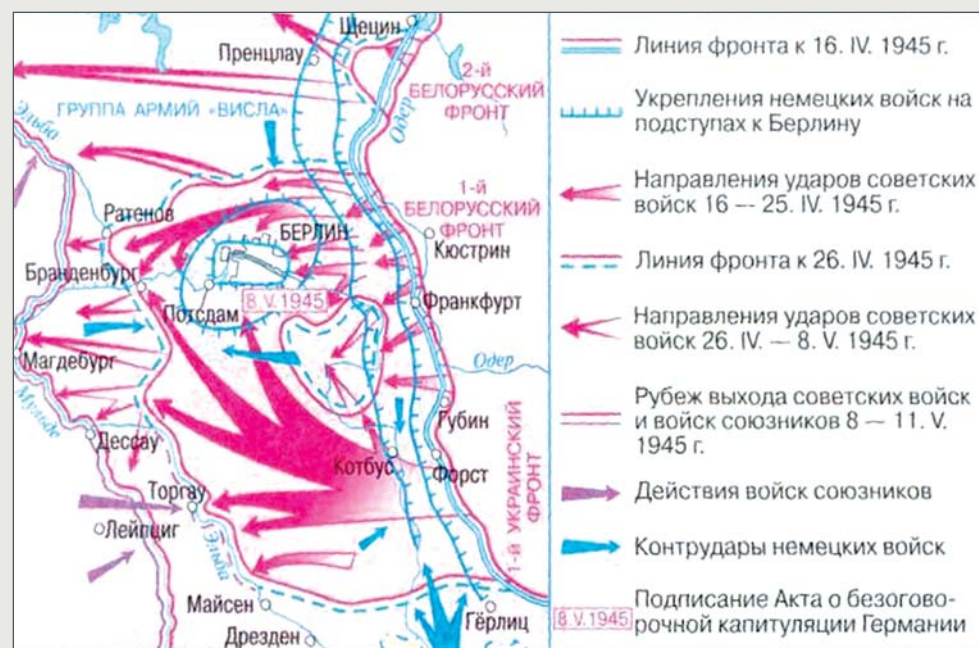 Щецин
Пренцлау
2-й
БЕЛОРУССКИЙ
ФРОНТ
ГРУППА АРМИЙ «ВИСЛА»
Одер
Эльба
1-й
БЕЛОРУССКИЙ
ФРОНТ
Ратенов
БЕРЛИН
Кюстрин
Бранденбург
8.V.1945
Франкфурт
Потсдам
Магдебург
Одер
Мульде
Губин
Дессау
Котбус
Форст
1-й УКРАИНСКИЙ
ФРОНТ
Торгау
Лейпциг
Эльба
Майсен
Гёрлиц
Дрезден
Линия фронта к 16. IV. 1945 г.
Укрепления немецких войск на
подступах к Берлину
Направления ударов советских
войск 16 — 25. IV. 1945 г.
Линия фронта к 26. IV. 1945 г.
Направления ударов советских
войск 26. IV. — 8. V. 1945 г.
Рубеж выхода советских войск
и войск союзников 8 — 11. V.
1945 г.
Действия войск союзников
Контрудары немецких войск
8.V.1945
Подписание Акта о безогово-
рочной капитуляции Германии